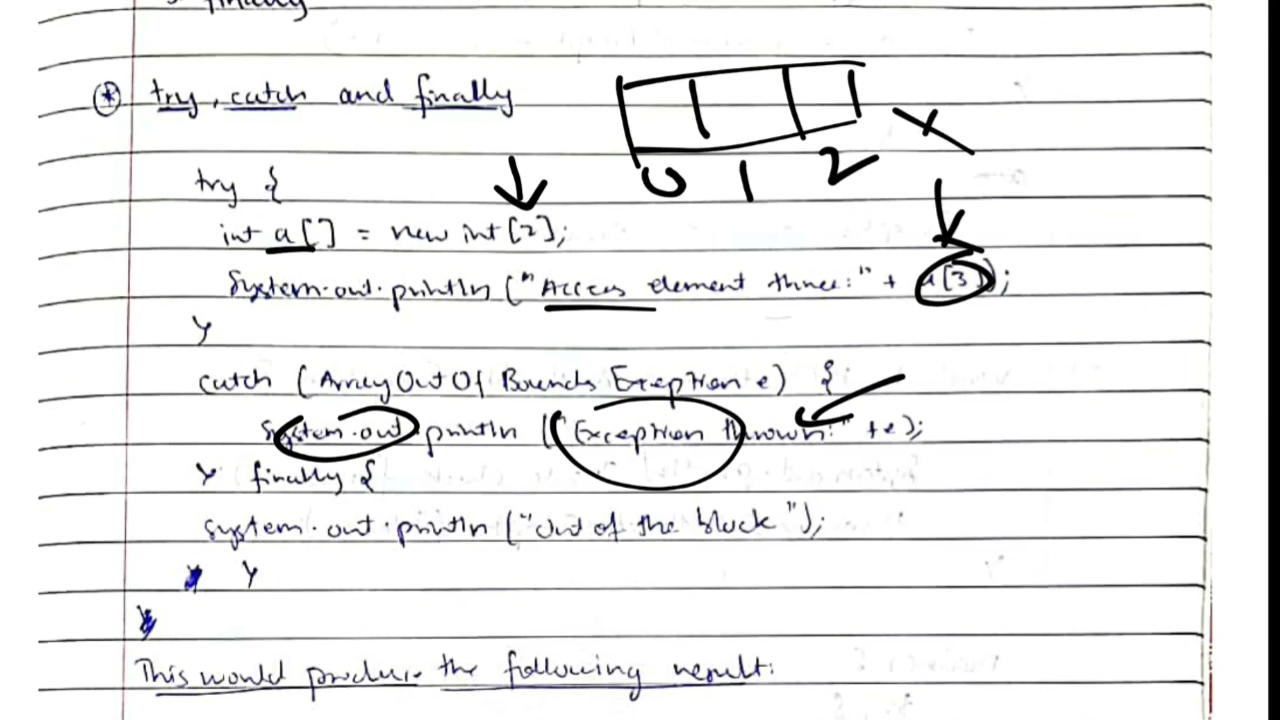 finally
* try, catch and finally
0 1 2
try {
int a[] = new int[2];
System.out.println("Access element three:" + a[3]);
}
catch (ArrayOutOfBoundsException e) {
System.out.println("Exception thrown:" +e);
} finally {
system.out.println("Out of the block");
}
This would produce the following result: